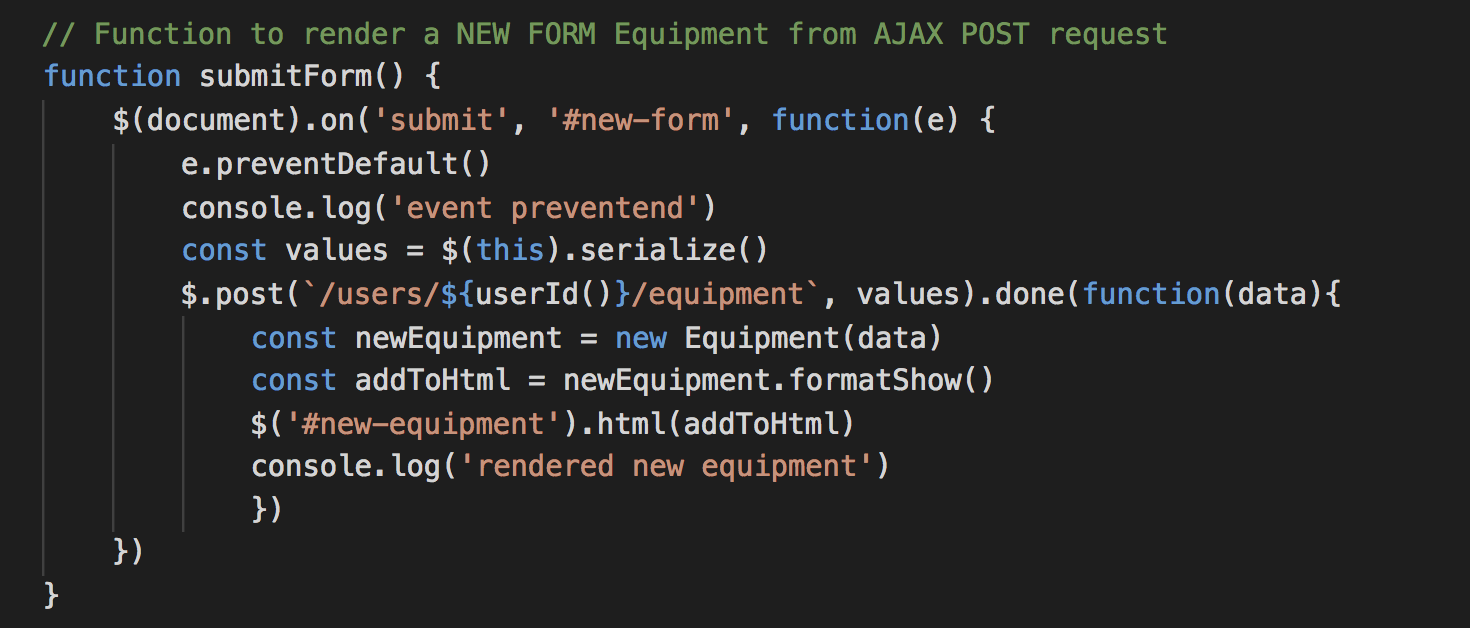 // Function to render a NEW FORM Equipment from AJAX POST request
function submitForm() {
    $(document).on('submit', '#new-form', function(e) {
        e.preventDefault()
        console.log('event preventend')
        const values = $(this).serialize()
        $.post(`/users/${userId()}/equipment`, values).done(function(data){
            const newEquipment = new Equipment(data)
            const addToHtml = newEquipment.formatShow()
            $('#new-equipment').html(addToHtml)
            console.log('rendered new equipment')
            })
    })
}